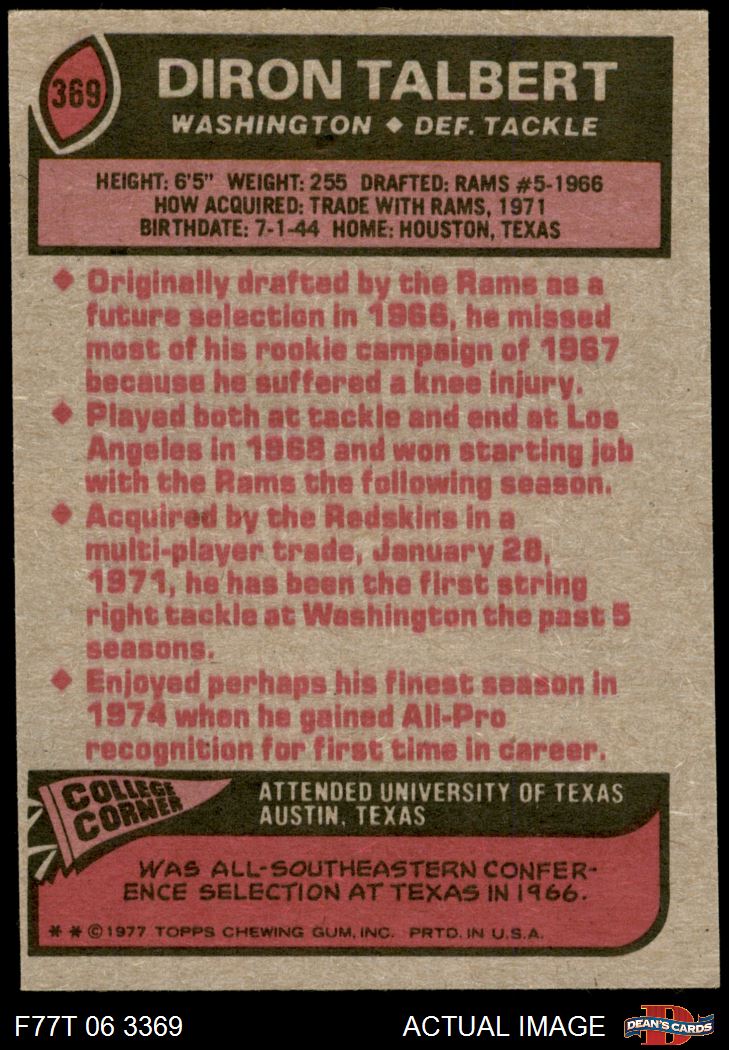 369
DIRON TALBERT
WASHINGTON ◆ DEF. TACKLE
HEIGHT: 6'5" WEIGHT: 255 DRAFTED: RAMS #5-1966
HOW ACQUIRED: TRADE WITH RAMS, 1971
BIRTHDATE: 7-1-44 HOME: HOUSTON, TEXAS
◆ Originally drafted by the Rams as a
future selection in 1966, he missed
most of his rookie campaign of 1967
because he suffered a knee injury.
◆ Played both at tackle and end at Los
Angeles in 1968 and won starting job
with the Rams the following season.
◆ Acquired by the Redskins in a
multi-player trade, January 28,
1971, he has been the first string
right tackle at Washington the past 5
seasons.
◆ Enjoyed perhaps his finest season in
1974 when he gained All-Pro
recognition for first time in career.
COLLEGE
CORNER
ATTENDED UNIVERSITY OF TEXAS
AUSTIN, TEXAS
WAS ALL-SOUTHEASTERN CONFER-
ENCE SELECTION AT TEXAS IN 1966.
* * © 1977 TOPPS CHEWING GUM, INC. PRTD. IN U.S.A.
F77T 06 3369
ACTUAL IMAGE
D
DEAN'S CARDS